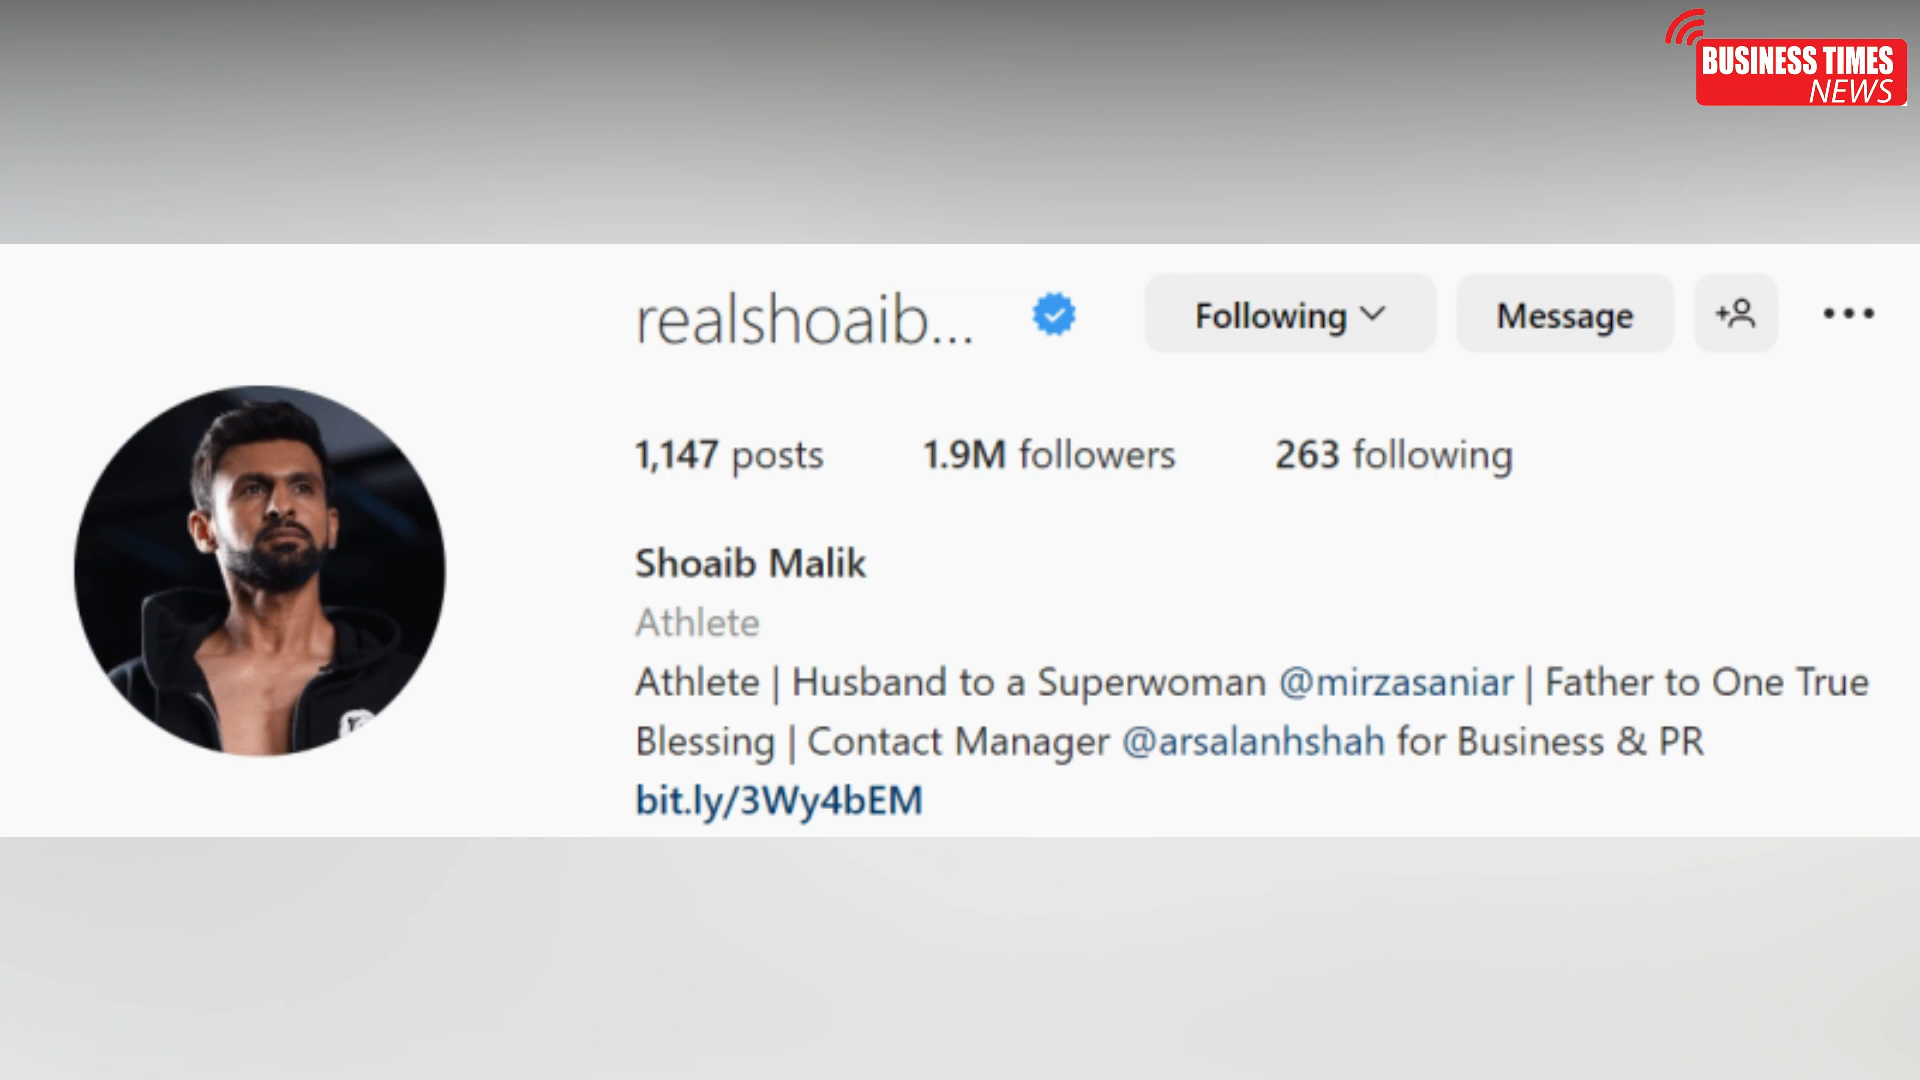 BUSINESS TIMES
NEWS
realshoaib...
Following
Message
1,147 posts 1.9M followers 263 following
Shoaib Malik
Athlete
Athlete | Husband to a Superwoman @mirzasaniar | Father to One True
Blessing | Contact Manager @arsalanhshah for Business & PR
bit.ly/3Wy4bEM